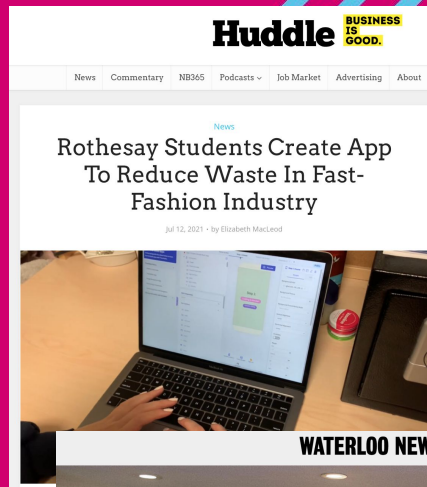 Huddle BUSINESS
IS
GOOD.
News Commentary NB365 Podcasts Job Market Advertising About
News
Rothesay Students Create App
To Reduce Waste In Fast-
Fashion Industry
Jul 12, 2021 • by Elizabeth MacLeod
WATERLOO NEW